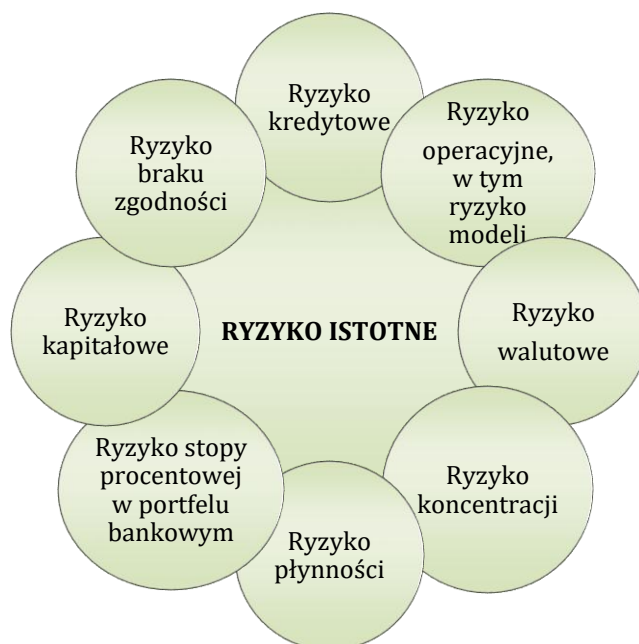 Ryzyko
kredytowe
Ryzyko
operacyjne,
w tym
ryzyko
modeli
Ryzyko
walutowe
Ryzyko
koncentracji
Ryzyko
płynności
Ryzyko stopy
procentowej
w portfelu
bankowym
Ryzyko
kapitałowe
Ryzyko
braku
zgodności
RYZYKO ISTOTNE